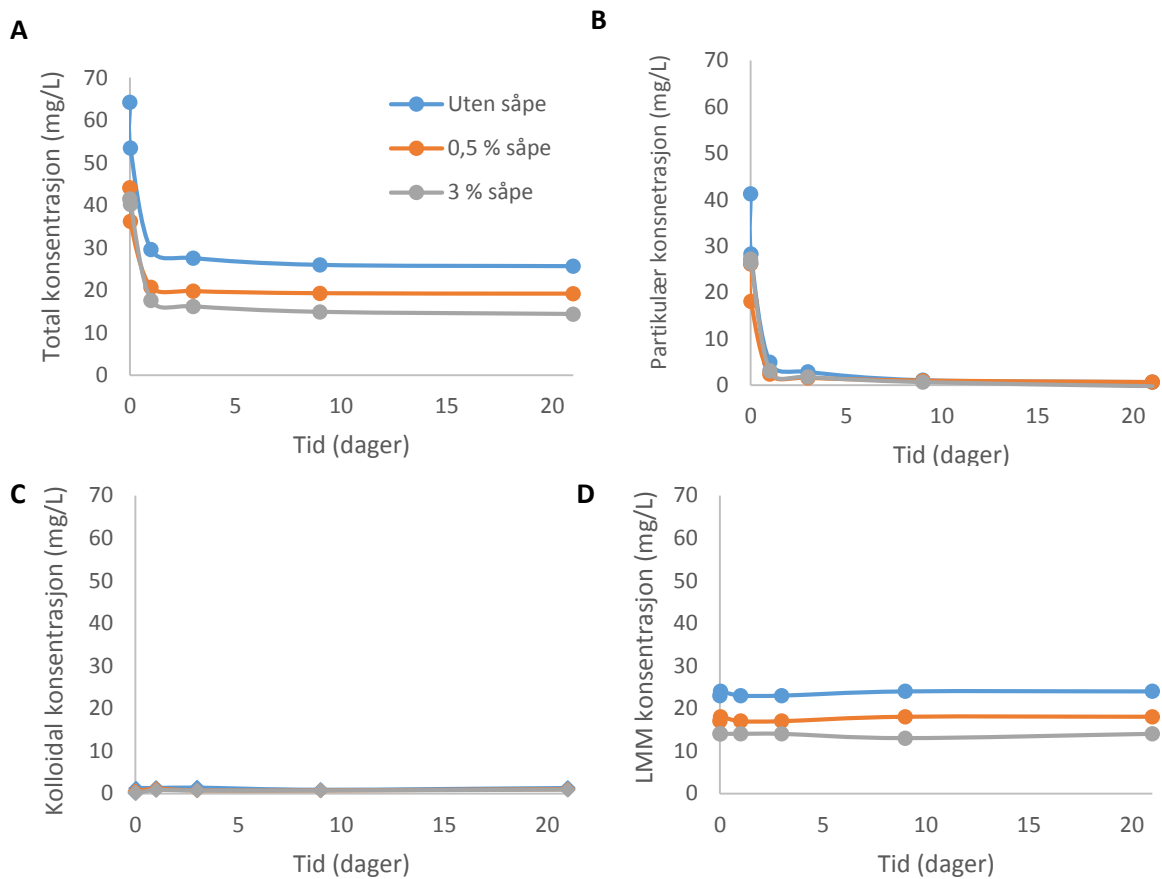 A
Total konsentrasjon (mg/L)
70
60
50
40
30
20
10
0
0 5 10 15 20
Tid (dager)
Uten såpe
0,5 % såpe
3 % såpe
B
Partikulær konsnetrasjon (mg/L)
70
60
50
40
30
20
10
0
0 5 10 15 20
Tid (dager)
C
Kolloidal konsentrasjon (mg/L)
70
60
50
40
30
20
10
0
0 5 10 15 20
Tid (dager)
D
LMM konsentrasjon (mg/L)
70
60
50
40
30
20
10
0
0 5 10 15 20
Tid (dager)